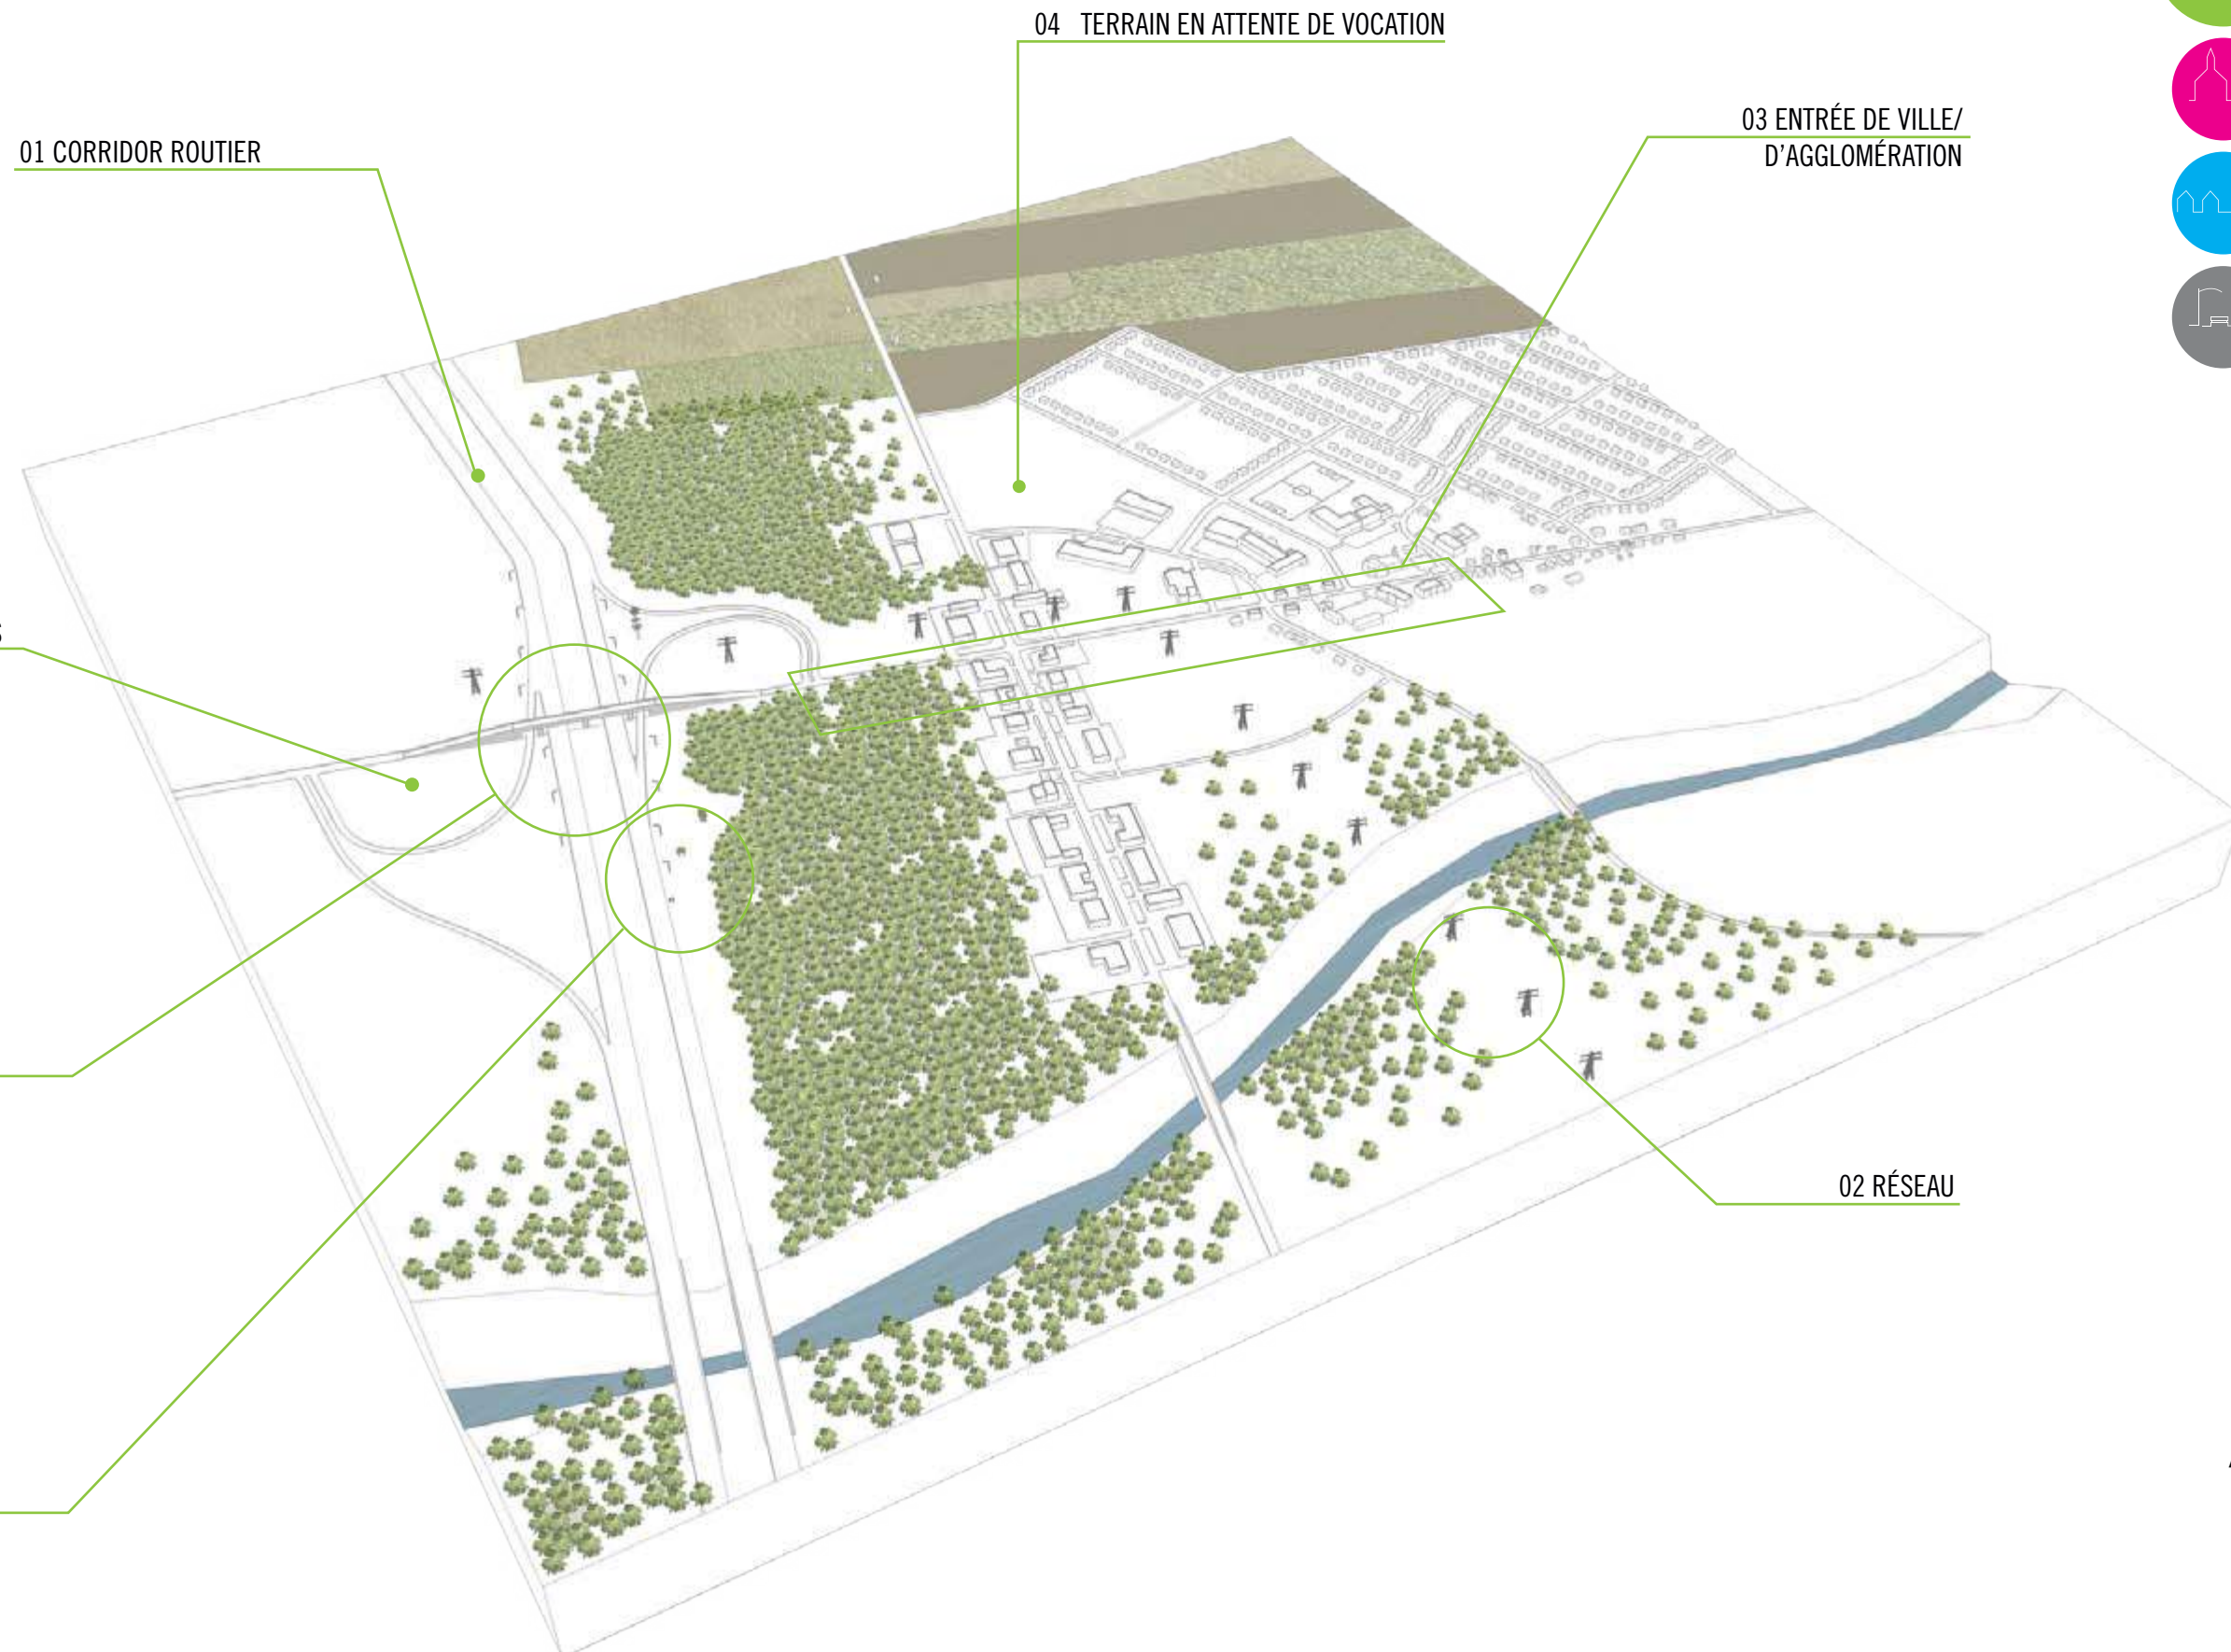 04 TERRAIN EN ATTENTE DE VOCATION
03 ENTRÉE DE VILLE/
D'AGGLOMÉRATION
01 CORRIDOR ROUTIER
02 RÉSEAU